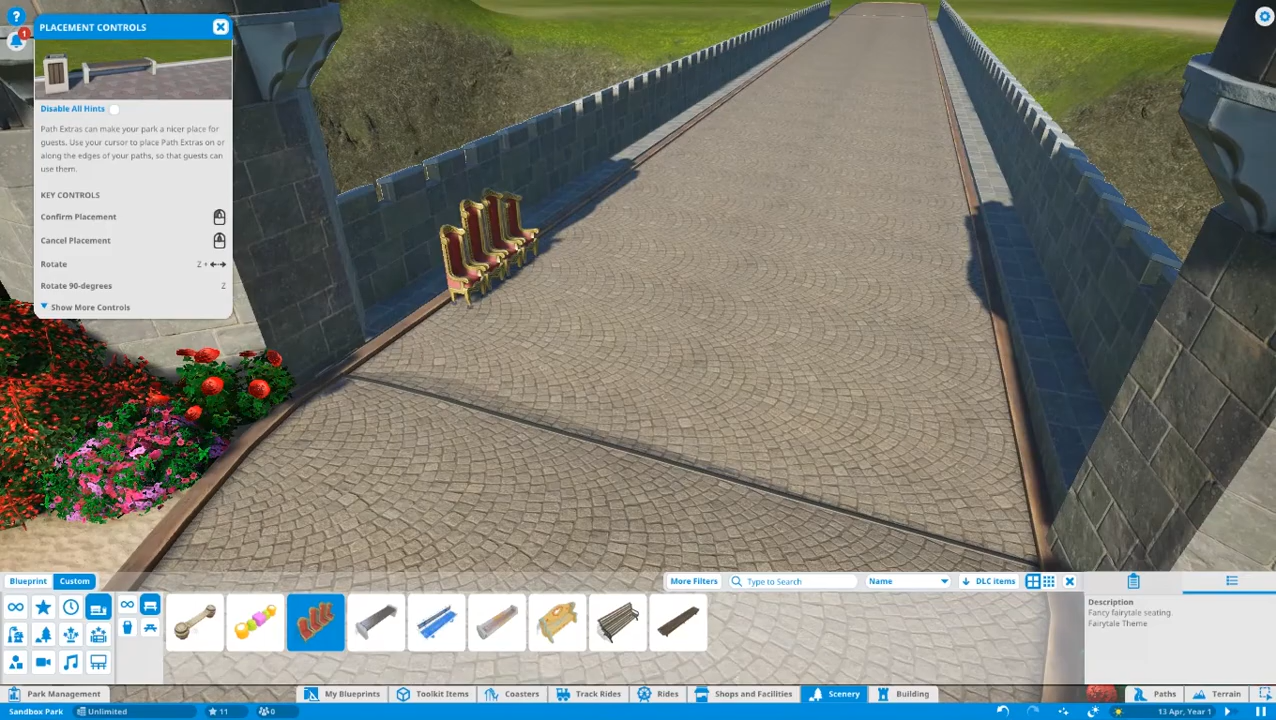 ?
1
PLACEMENT CONTROLS
Disable All Hints
Path Extras can make your park a nicer place for
guests. Use your cursor to place Path Extras on or
along the edges of your paths, so that guests can
use them.
KEY CONTROLS
Confirm Placement
Cancel Placement
Rotate Z +
Rotate 90-degrees Z
Show More Controls
Blueprint Custom More Filters Type to Search Name DLC items
Description
Fancy fairytale seating.
Fairytale Theme.
Park Management My Blueprints Toolkit Items Coasters Track Rides Rides Shops and Facilities Scenery Building Paths Terrain
Sandbox Park Unlimited 11 0 13 Apr, Year 1